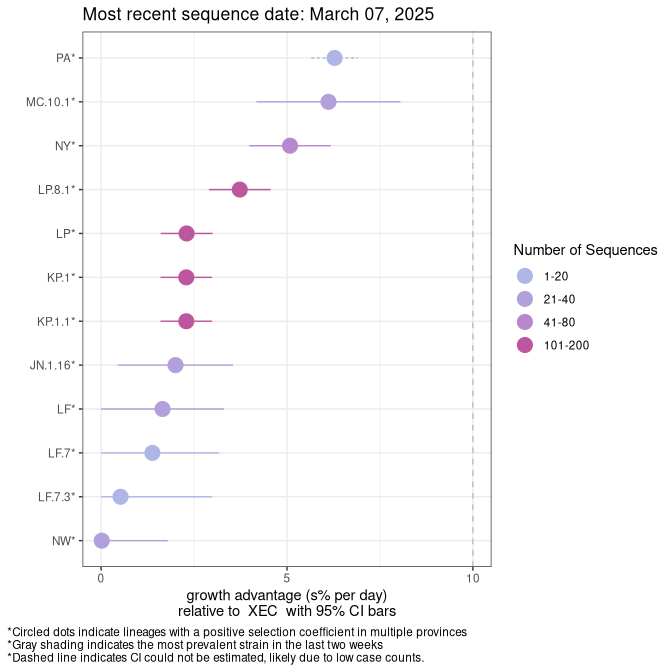 Most recent sequence date: March 07, 2025
PA*
MC.10.1*
NY*
LP.8.1*
LP*
KP.1*
KP.1.1*
JN.1.16*
LF*
LF.7*
LF.7.3*
NW*
0
5
10
growth advantage (s% per day)
relative to XEC with 95% CI bars
Number of Sequences
1-20
21-40
41-80
101-200
*Circled dots indicate lineages with a positive selection coefficient in multiple provinces
*Gray shading indicates the most prevalent strain in the last two weeks
*Dashed line indicates CI could not be estimated, likely due to low case counts.